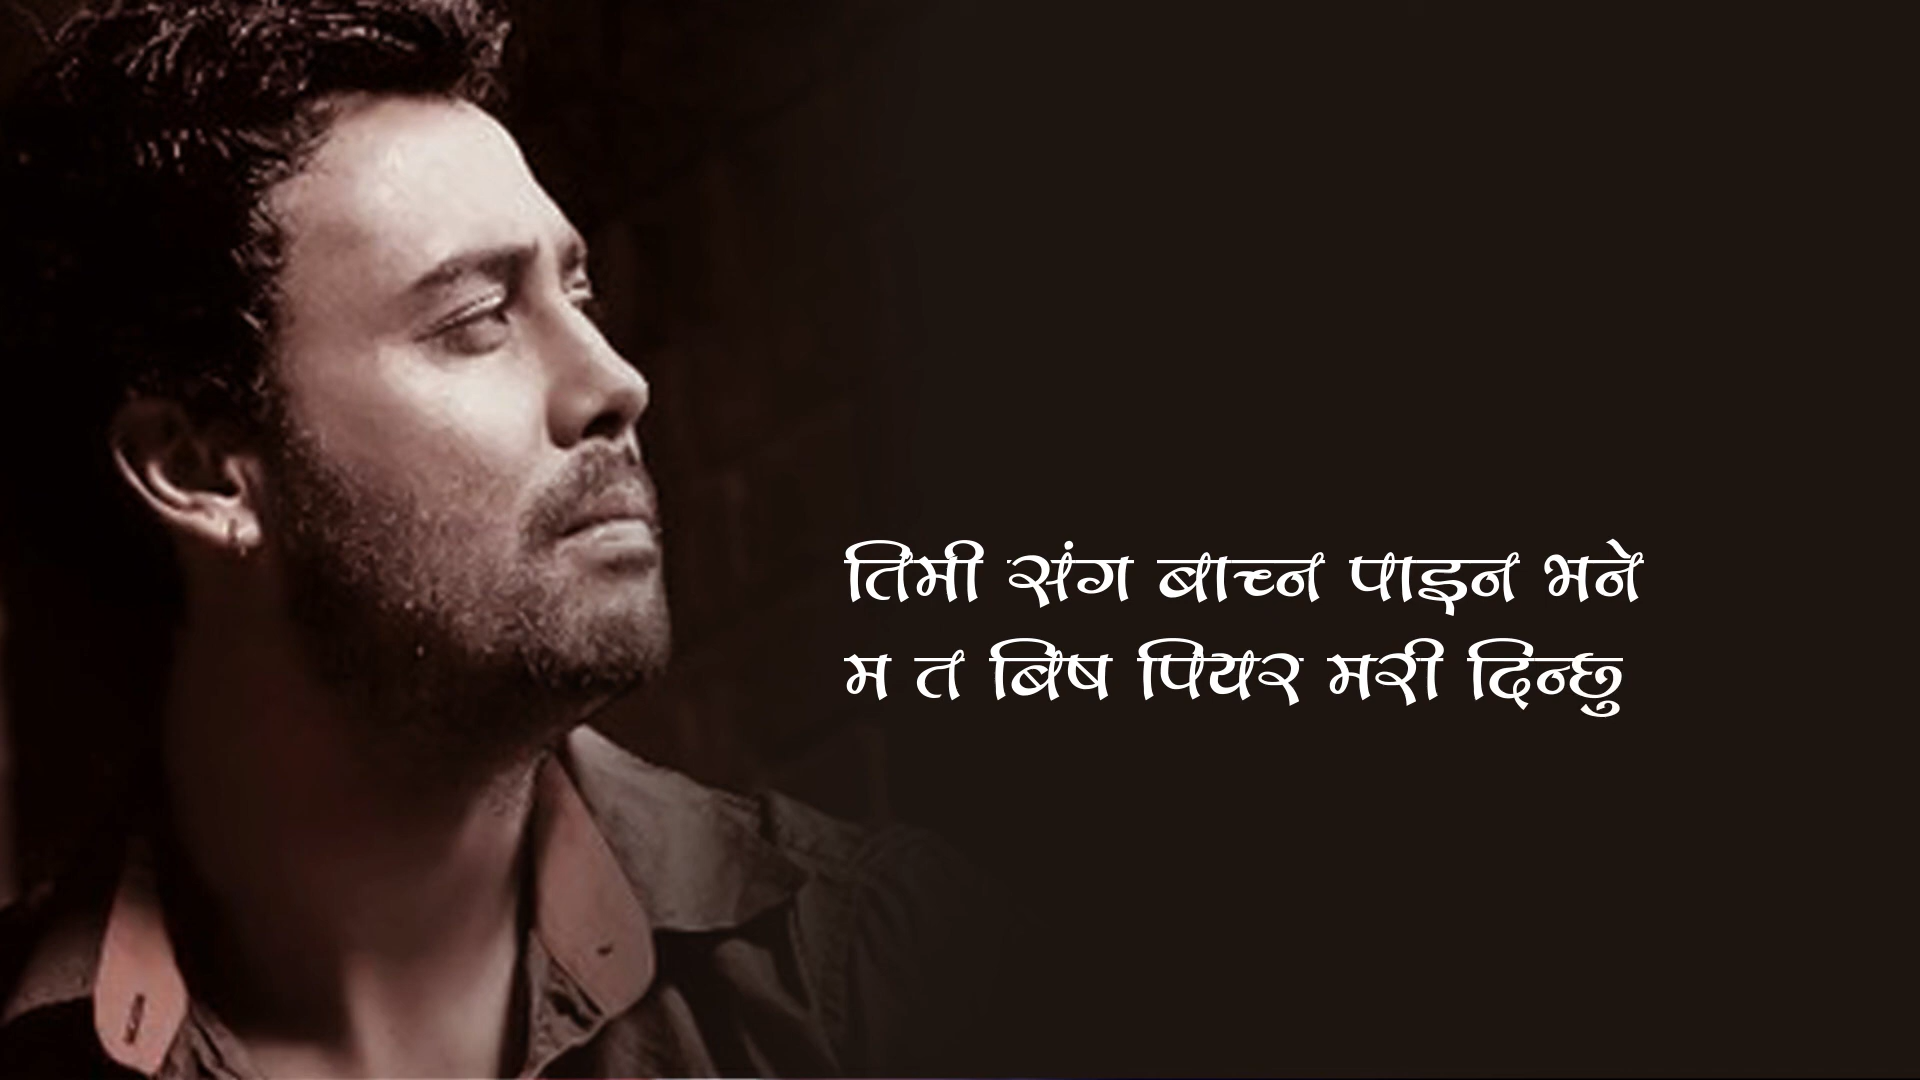 तिमी संग बाच्न पाइन भने
म त बिष पियर मरी दिन्छु